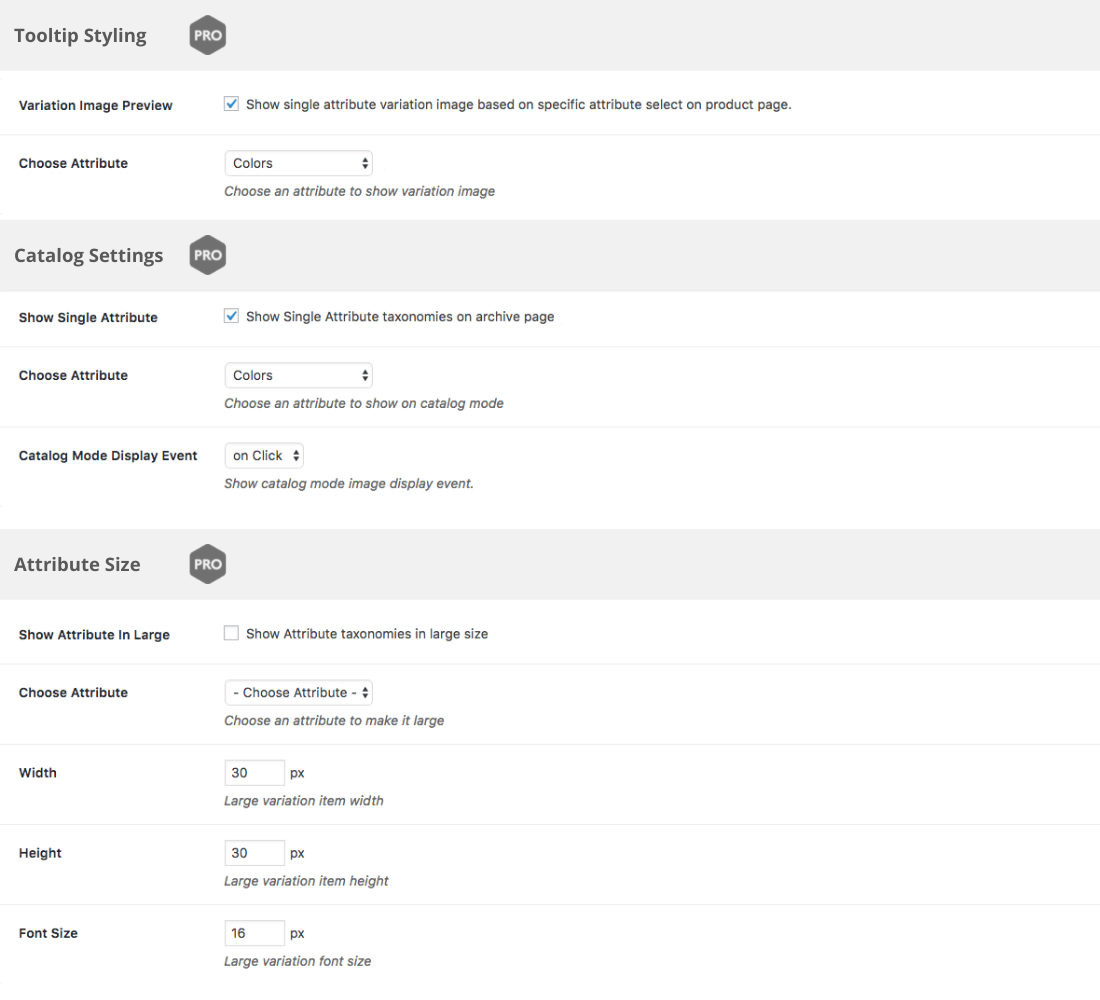 Tooltip Styling PRO
Variation Image Preview Show single attribute variation image based on specific attribute select on product page.
Choose Attribute Colors
Choose an attribute to show variation image
Catalog Settings PRO
Show Single Attribute Show Single Attribute taxonomies on archive page
Choose Attribute Colors
Choose an attribute to show on catalog mode
Catalog Mode Display Event on Click
Show catalog mode image display event.
Attribute Size PRO
Show Attribute In Large Show Attribute taxonomies in large size
Choose Attribute - Choose Attribute -
Choose an attribute to make it large
Width 30 px
Large variation item width
Height 30 px
Large variation item height
Font Size 16 px
Large variation font size